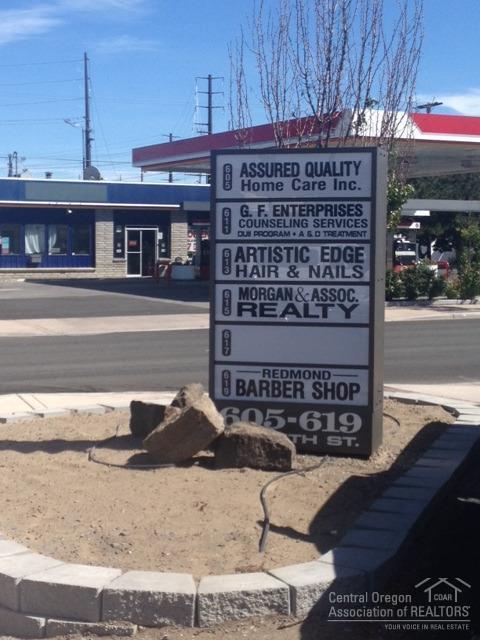 605 ASSURED QUALITY
Home Care Inc.
611 G. F. ENTERPRISES
COUNSELING SERVICES
DUI PROGRAM • A & D TREATMENT
613 ARTISTIC EDGE
HAIR & NAILS
615 MORGAN & ASSOC.
REALTY
617
619 REDMOND
BARBER SHOP
605-619
TH ST.
Central Oregon
Association of REALTORS®
COAR
YOUR VOICE IN REAL ESTATE